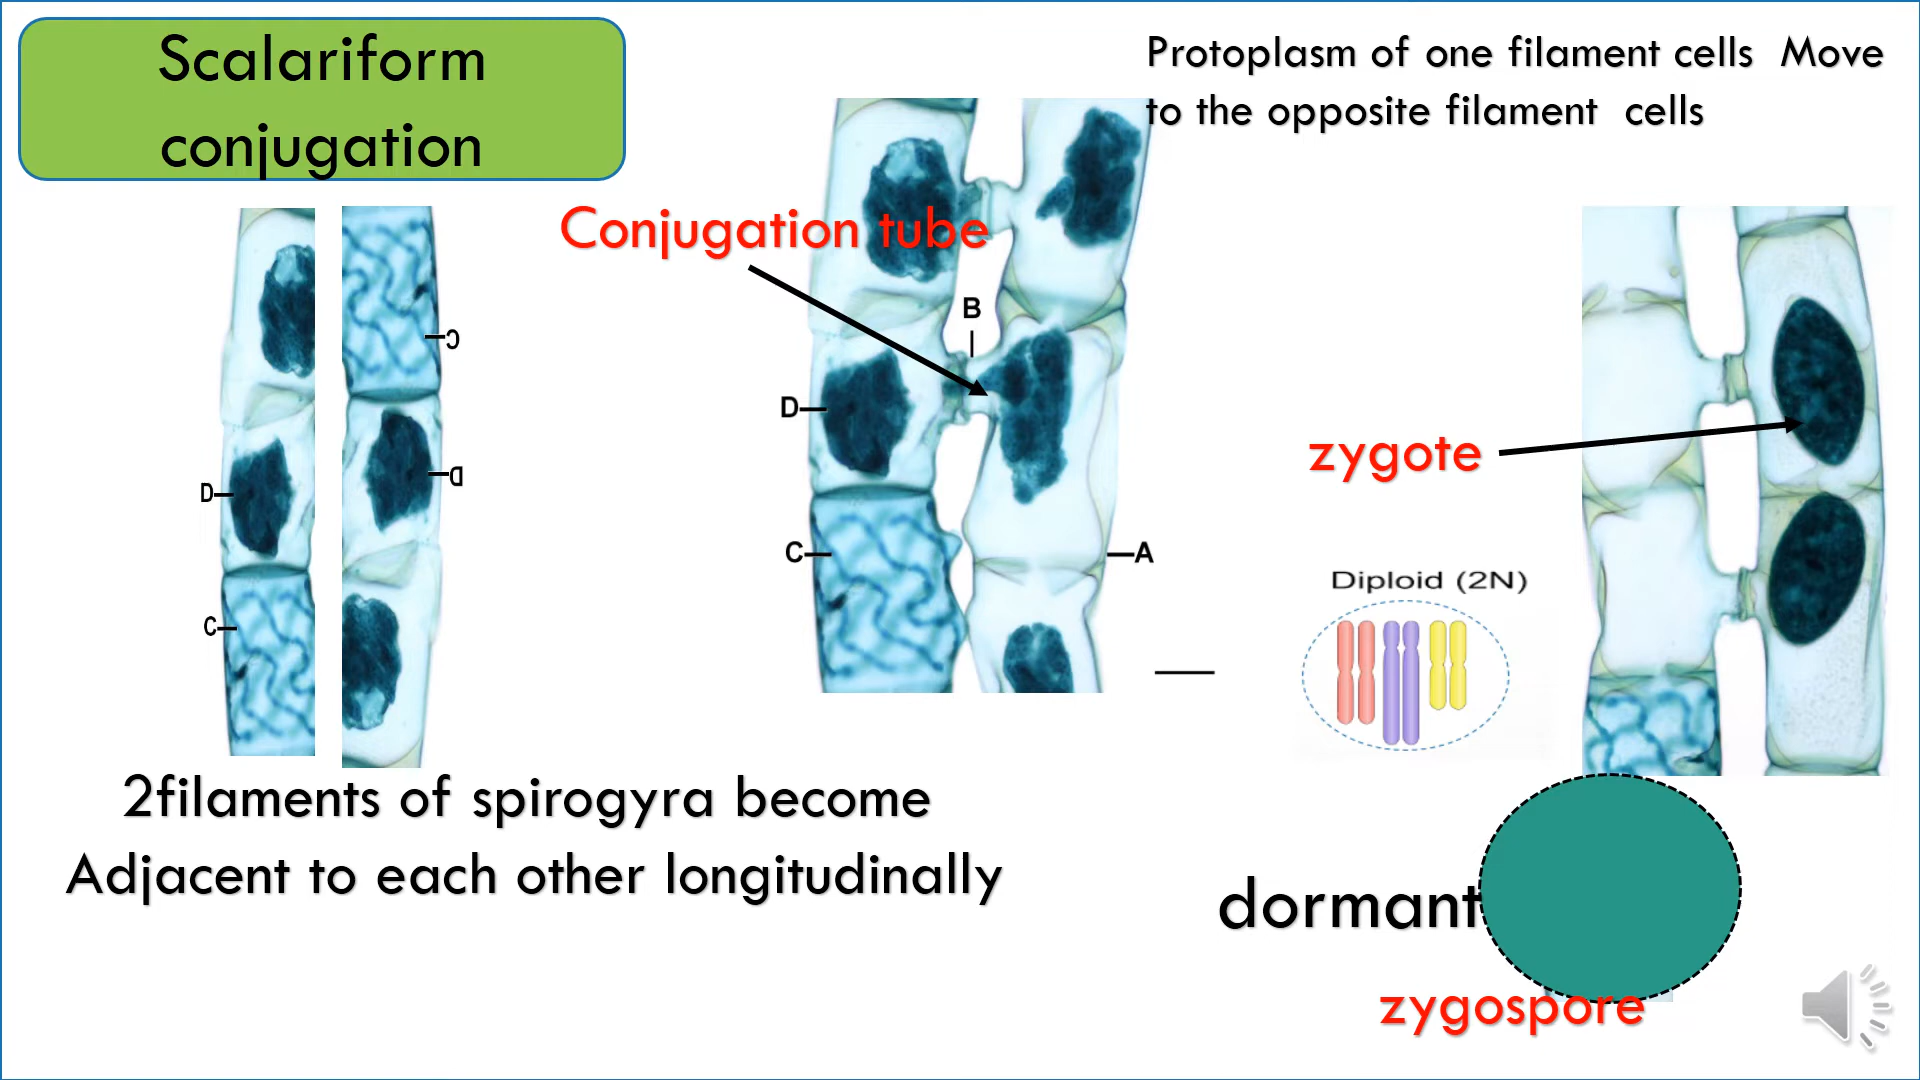 Scalariform
conjugation
Protoplasm of one filament cells  Move
to the opposite filament  cells
Conjugation tube
B
C
D
D
D
zygote
C
A
Diploid (2N)
C
2filaments of spirogyra become
Adjacent to each other longitudinally
dormant
zygospore